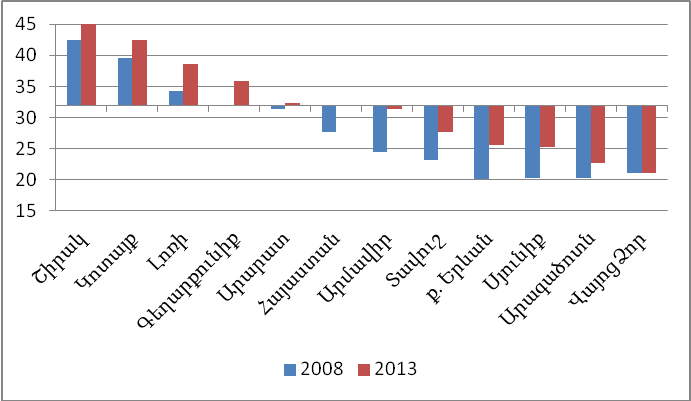 45
40
35
30
25
20
15
Շիրակ
Կոտայք
Լոռի
Գեղարքունիք
Արարատ
Հայաստան
Արմավիր
Տավուշ
ք. Երևան
Սյունիք
Արագածոտն
Վայոց Ձոր
2008 2013